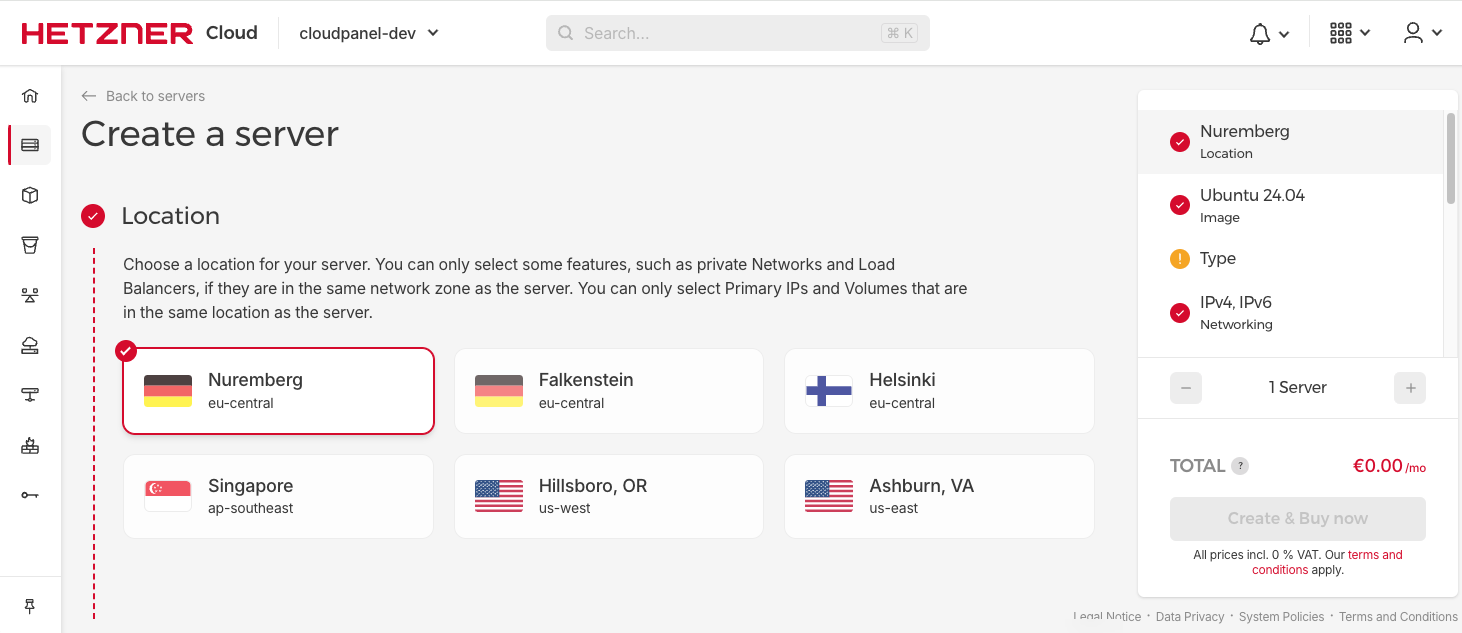 HETZNER Cloud
cloudpanel-dev
Search...
⌘ K
Back to servers
Create a server
Location
Choose a location for your server. You can only select some features, such as private Networks and Load
Balancers, if they are in the same network zone as the server. You can only select Primary IPs and Volumes that are
in the same location as the server.
Nuremberg
eu-central
Falkenstein
eu-central
Helsinki
eu-central
Singapore
ap-southeast
Hillsboro, OR
us-west
Ashburn, VA
us-east
Nuremberg
Location
Ubuntu 24.04
Image
Type
IPv4, IPv6
Networking
1 Server
TOTAL ?
€0.00 /mo
Create & Buy now
All prices incl. 0 % VAT. Our terms and
conditions apply.
Legal Notice · Data Privacy · System Policies · Terms and Conditions